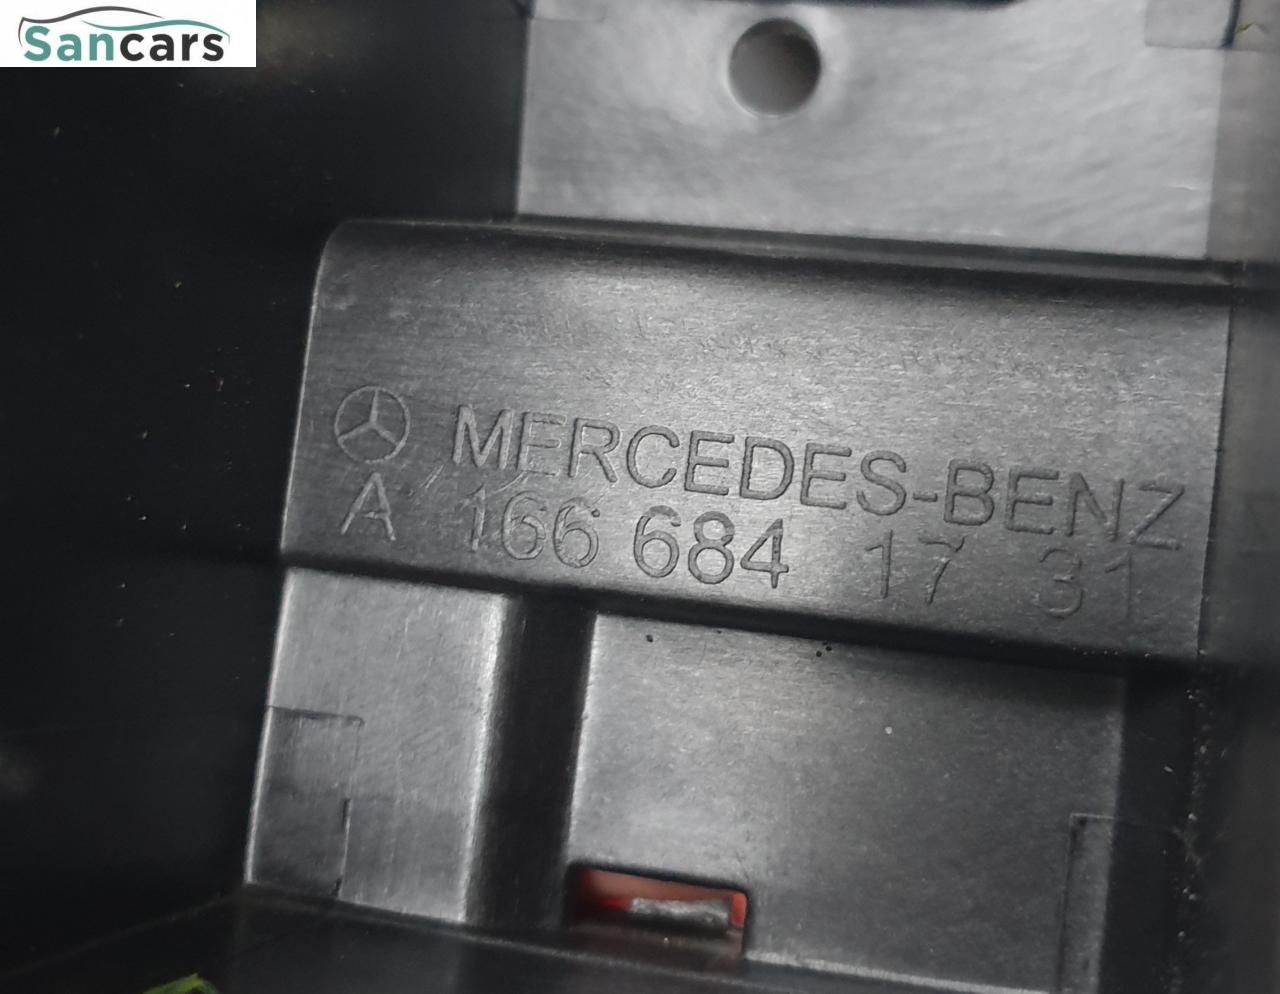 Sancars
MERCEDES-BENZ
A 166 684 17 31